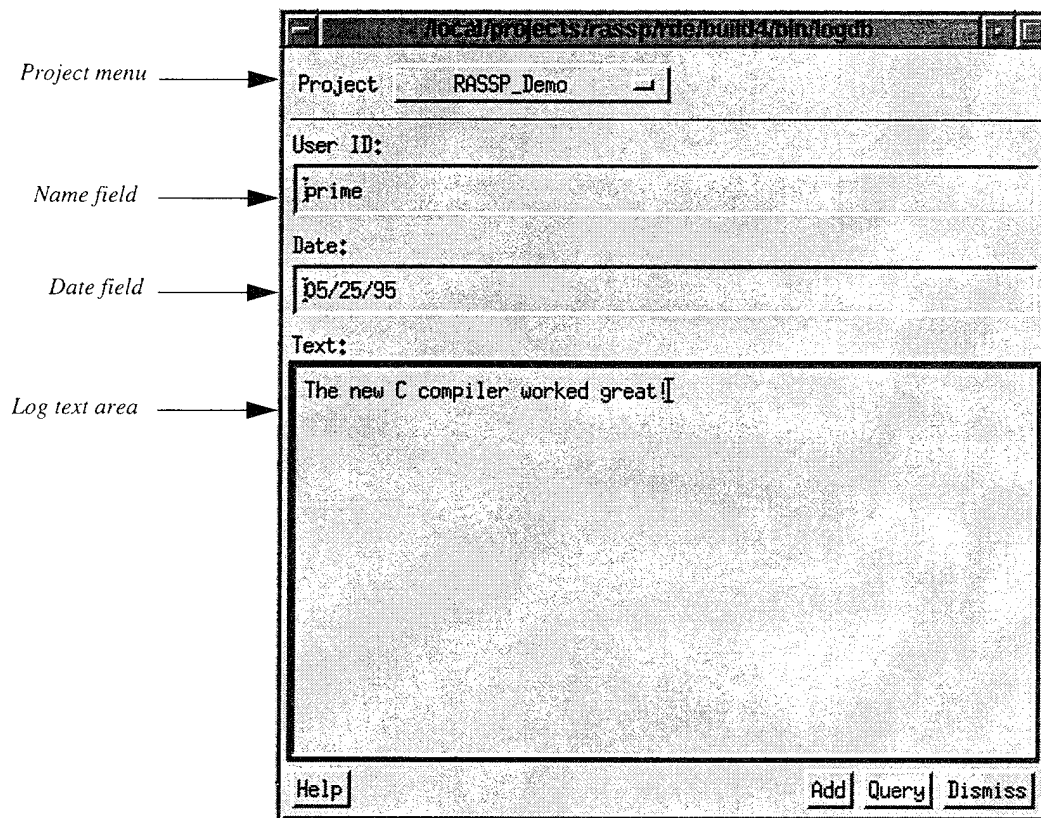 /local/projects/rassp/rde/build4/bin/logdb
Project menu
Project RASSP_Demo
User ID:
Name field
prime
Date:
Date field
05/25/95
Text:
Log text area
The new C compiler worked great!
Help Add Query Dismiss